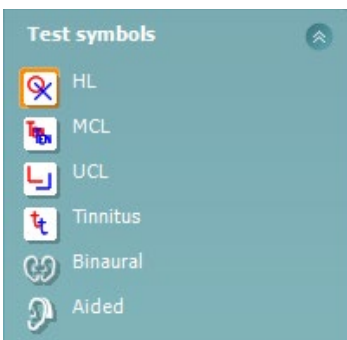 Test symbols
HL
MCL
UCL
Tinnitus
Binaural
Aided